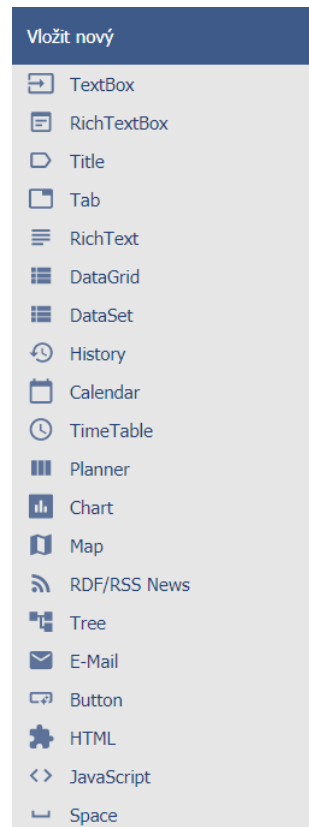 Vložit nový
TextBox
RichTextBox
Title
Tab
RichText
DataGrid
DataSet
History
Calendar
TimeTable
Planner
Chart
Map
RDF/RSS News
Tree
E-Mail
Button
HTML
JavaScript
Space